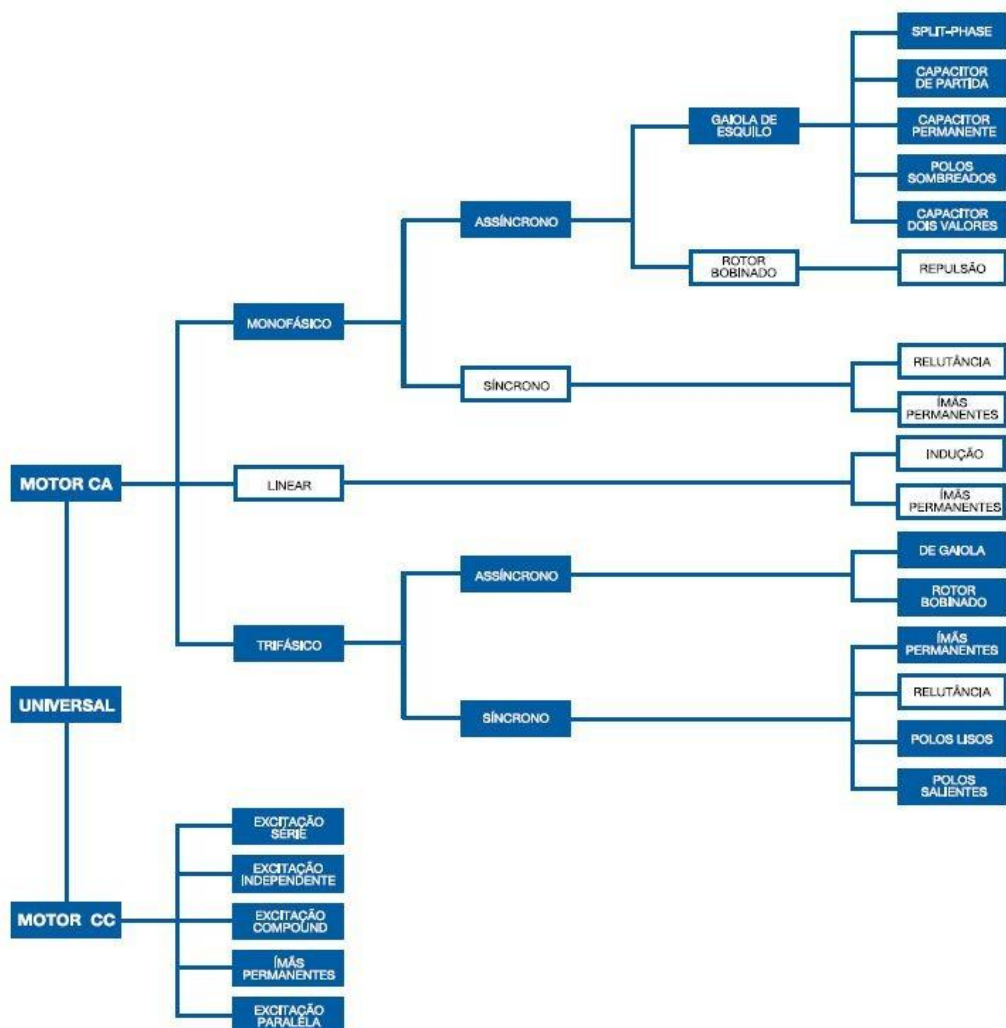 SPLIT-PHASE
CAPACITOR
DE PARTIDA
GAIOLA DE
ESQUILO
CAPACITOR
PERMANENTE
POLOS
SOMBREADOS
ASSÍNCRONO
CAPACITOR
DOIS VALORES
ROTOR
BOBINADO
REPULSÃO
MONOFÁSICO
RELUTÂNCIA
SÍNCRONO
ÍMÃS
PERMANENTES
INDUÇÃO
MOTOR CA
LINEAR
ÍMÃS
PERMANENTES
DE GAIOLA
ASSÍNCRONO
ROTOR
BOBINADO
TRIFÁSICO
ÍMÃS
PERMANENTES
RELUTÂNCIA
UNIVERSAL
SÍNCRONO
POLOS LISOS
POLOS
SALIENTES
EXCITAÇÃO
SÉRIE
EXCITAÇÃO
INDEPENDENTE
MOTOR CC
EXCITAÇÃO
COMPOUND
ÍMÃS
PERMANENTES
EXCITAÇÃO
PARALELA